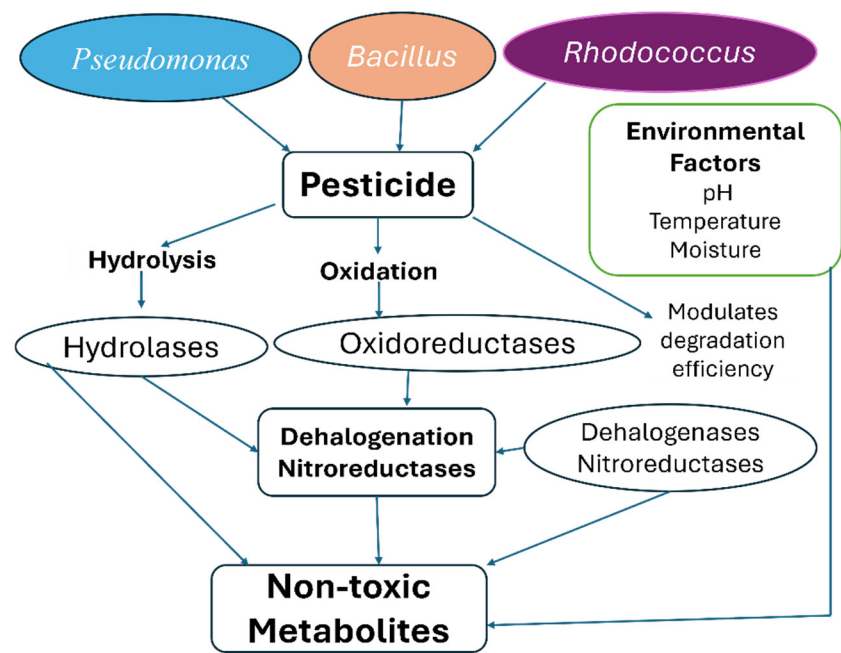 Pseudomonas
Bacillus
Rhodococcus
Environmental
Factors
pH
Temperature
Moisture
Pesticide
Hydrolysis
Oxidation
Modulates
degradation
efficiency
Hydrolases
Oxidoreductases
Dehalogenation
Nitroreductases
Dehalogenases
Nitroreductases
Non-toxic
Metabolites